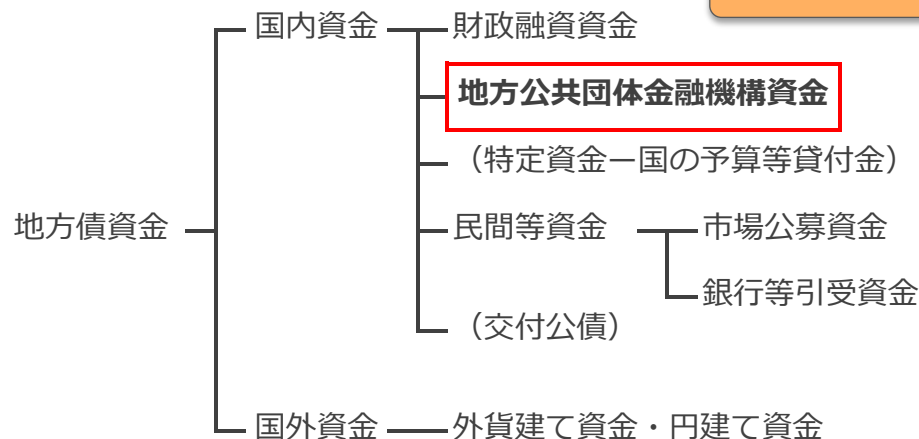 国内資金
財政融資資金
地方公共団体金融機構資金
（特定資金ー国の予算等貸付金）
地方債資金
民間等資金
市場公募資金
銀行等引受資金
（交付公債）
国外資金
外貨建て資金・円建て資金